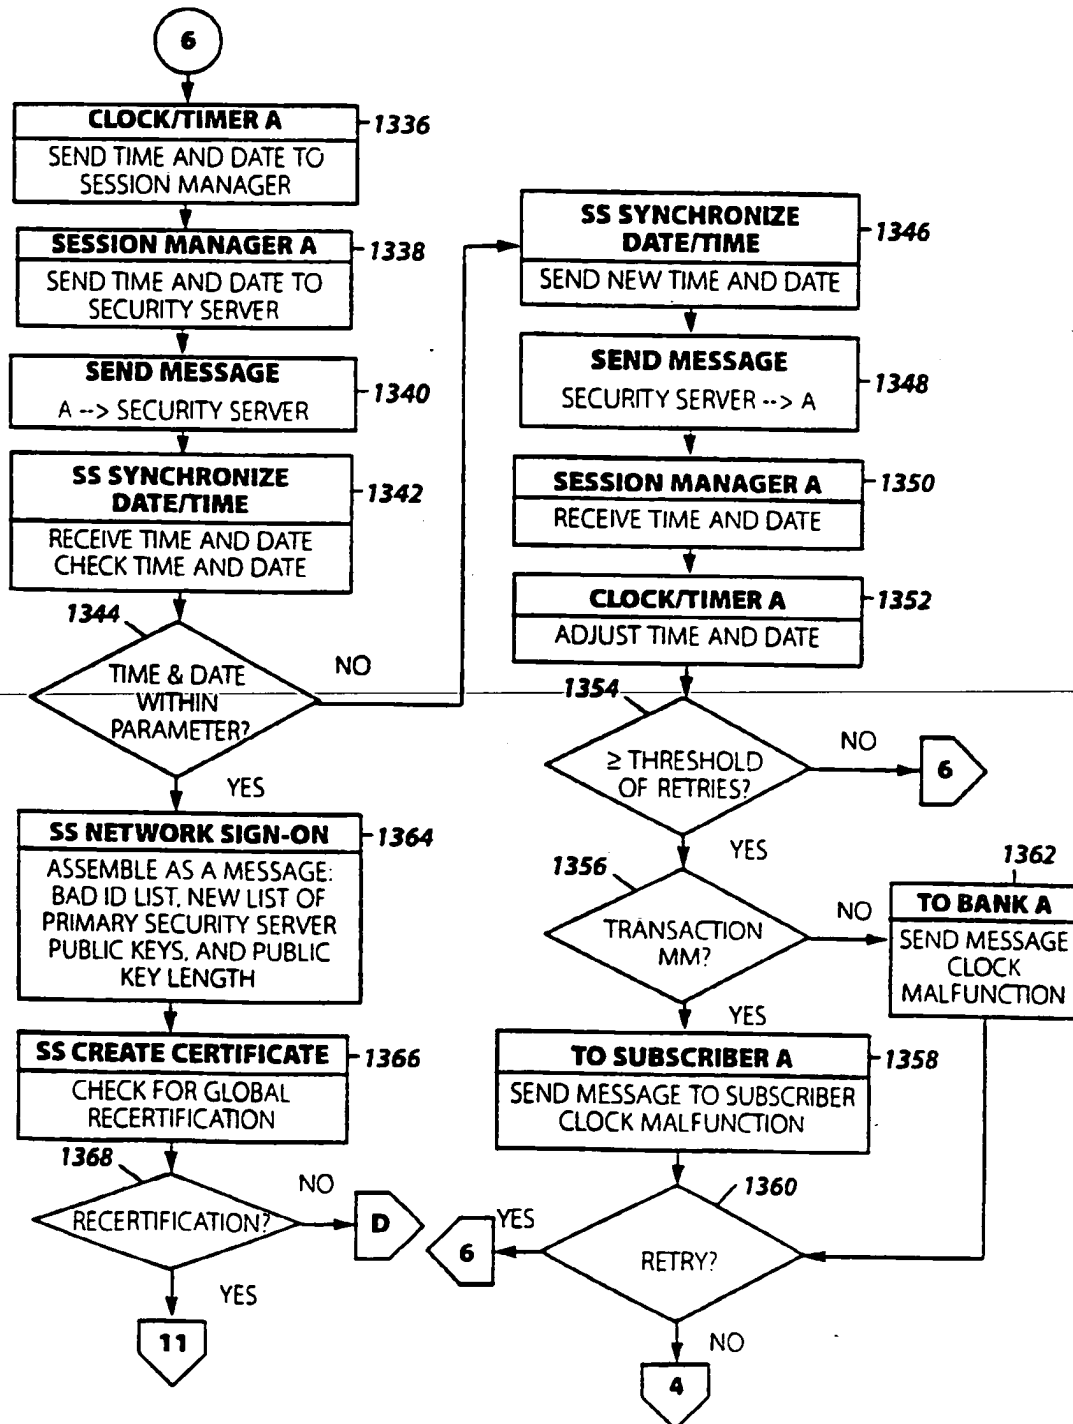 6
CLOCK/TIMER A
1336
SEND TIME AND DATE TO
SESSION MANAGER
SESSION MANAGER A
1338
SEND TIME AND DATE TO
SECURITY SERVER
SEND MESSAGE
1340
A --> SECURITY SERVER
SS SYNCHRONIZE
DATE/TIME
1342
RECEIVE TIME AND DATE
CHECK TIME AND DATE
1344
TIME & DATE
WITHIN
PARAMETER?
NO
YES
SS NETWORK SIGN-ON
1364
ASSEMBLE AS A MESSAGE:
BAD ID LIST, NEW LIST OF
PRIMARY SECURITY SERVER
PUBLIC KEYS, AND PUBLIC
KEY LENGTH
SS CREATE CERTIFICATE
1366
CHECK FOR GLOBAL
RECERTIFICATION
1368
RECERTIFICATION?
NO
D
YES
11
SS SYNCHRONIZE
DATE/TIME
1346
SEND NEW TIME AND DATE
SEND MESSAGE
1348
SECURITY SERVER --> A
SESSION MANAGER A
1350
RECEIVE TIME AND DATE
CLOCK/TIMER A
1352
ADJUST TIME AND DATE
1354
≥ THRESHOLD
OF RETRIES?
NO
6
YES
1356
TRANSACTION
MM?
NO
1362
TO BANK A
SEND MESSAGE
CLOCK
MALFUNCTION
YES
TO SUBSCRIBER A
1358
SEND MESSAGE TO SUBSCRIBER
CLOCK MALFUNCTION
1360
RETRY?
YES
6
NO
4